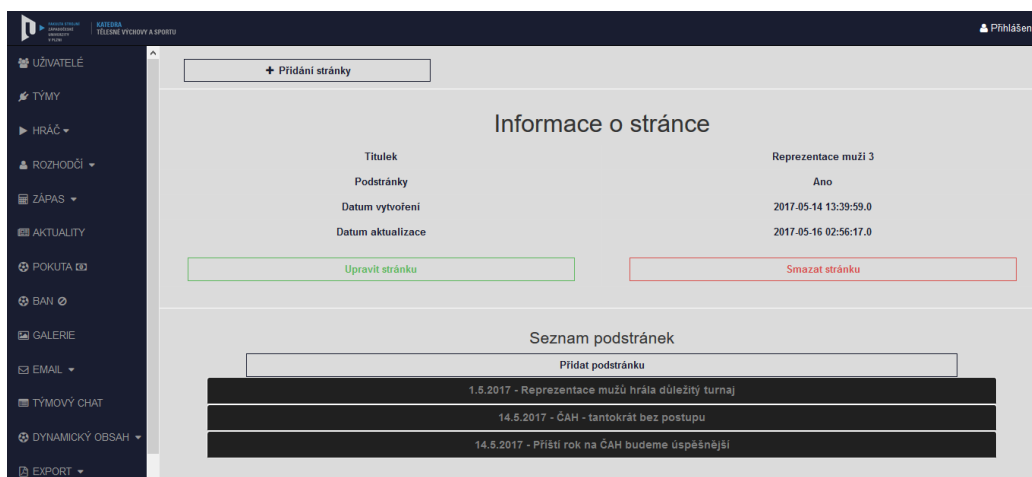 KATEDRA
TĚLESNÉ VÝCHOVY A SPORTU
Přihlášen
UŽIVATELÉ
TÝMY
HRÁČ
ROZHODČÍ
ZÁPAS
AKTUALITY
POKUTA
BAN
GALERIE
EMAIL
TÝMOVÝ CHAT
DYNAMICKÝ OBSAH
EXPORT
+ Přidání stránky
Informace o stránce
Titulek Reprezentace muži 3
Podstránky Ano
Datum vytvoření 2017-05-14 13:39:59.0
Datum aktualizace 2017-05-16 02:56:17.0
Upravit stránku Smazat stránku
Seznam podstránek
Přidat podstránku
1.5.2017 - Reprezentace mužů hrála důležitý turnaj
14.5.2017 - ČAH - tantokrát bez postupu
14.5.2017 - Příští rok na ČAH budeme úspěšnější